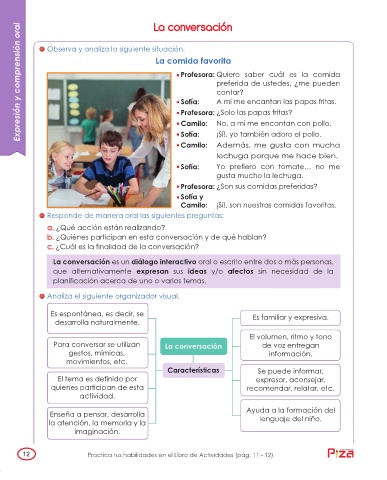 La conversación
Expresión y comprensión oral
Observa y analiza la siguiente situación.
La comida favorita
• Profesora: Quiero saber cuál es la comida
preferida de ustedes, ¿me pueden
contar?
• Sofía: A mí me encantan las papas fritas.
• Profesora: ¿Solo las papas fritas?
• Camilo: No, a mí me encantan con pollo.
• Sofía: ¡Sí!, yo también adoro el pollo.
• Camilo: Además, me gusta con mucha
lechuga porque me hace bien.
• Sofía: Yo prefiero con tomate... no me
gusta mucho la lechuga.
• Profesora: ¿Son sus comidas preferidas?
• Sofía y
Camilo: ¡Sí!, son nuestras comidas favoritas.
Responde de manera oral las siguientes preguntas:
a. ¿Qué acción están realizando?
b. ¿Quiénes participan en esta conversación y de qué hablan?
c. ¿Cuál es la finalidad de la conversación?
La conversación es un diálogo interactivo oral o escrito entre dos o más personas,
que alternativamente expresan sus ideas y/o afectos sin necesidad de la
planificación acerca de uno o varios temas.
Analiza el siguiente organizador visual.
Es espontánea, es decir, se
desarrolla naturalmente.
Para conversar se utilizan
gestos, mímicas,
movimientos, etc.
El tema es definido por
quienes participan de esta
actividad.
Enseña a pensar, desarrolla
la atención, la memoria y la
imaginación.
La conversación
Características
Es familiar y expresiva.
El volumen, ritmo y tono
de voz entregan
información.
Se puede informar,
expresar, aconsejar,
recomendar, relatar, etc.
Ayuda a la formación del
lenguaje del niño.
12
Practica tus habilidades en el Libro de Actividades (pág. 11 - 12)
Piza